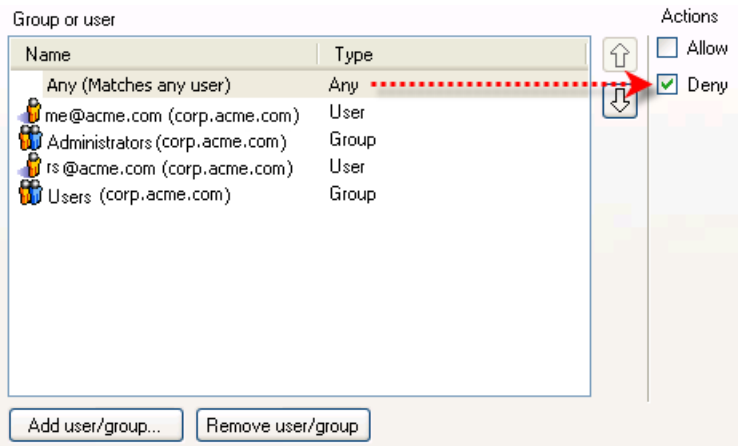 Group or user Actions
Name Type Allow
Any (Matches any user) Any Deny
me@acme.com (corp.acme.com) User
Administrators (corp.acme.com) Group
rs@acme.com (corp.acme.com) User
Users (corp.acme.com) Group
Add user/group... Remove user/group